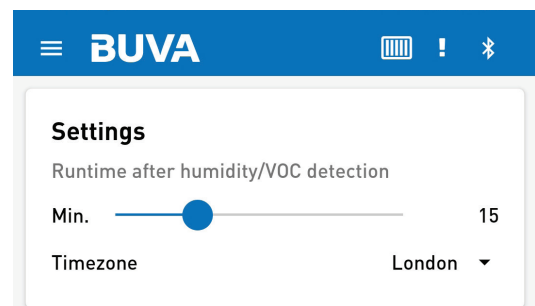 BUVA
Settings
Runtime after humidity/VOC detection
Min. 15
Timezone London